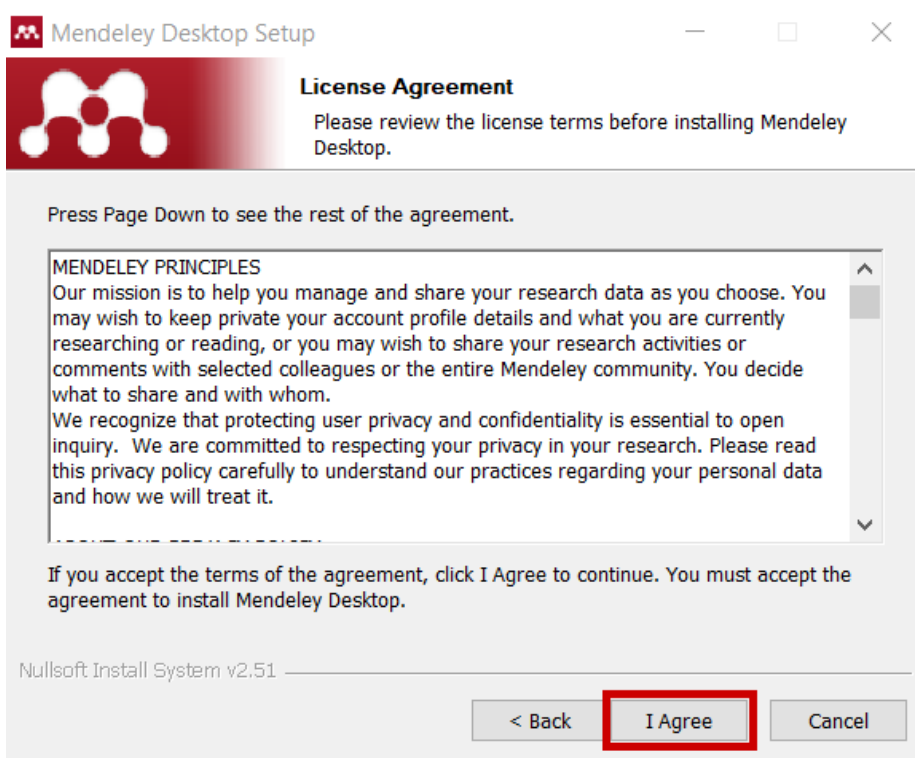 Mendeley Desktop Setup
License Agreement
Please review the license terms before installing Mendeley
Desktop.
Press Page Down to see the rest of the agreement.
MENDELEY PRINCIPLES
Our mission is to help you manage and share your research data as you choose. You
may wish to keep private your account profile details and what you are currently
researching or reading, or you may wish to share your research activities or
comments with selected colleagues or the entire Mendeley community. You decide
what to share and with whom.
We recognize that protecting user privacy and confidentiality is essential to open
inquiry.  We are committed to respecting your privacy in your research. Please read
this privacy policy carefully to understand our practices regarding your personal data
and how we will treat it.
If you accept the terms of the agreement, click I Agree to continue. You must accept the
agreement to install Mendeley Desktop.
Nullsoft Install System v2.51
< Back I Agree Cancel